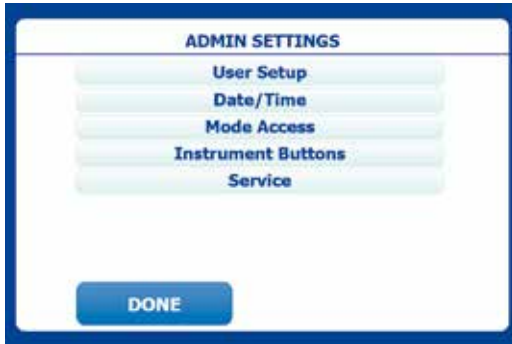 ADMIN SETTINGS
User Setup
Date/Time
Mode Access
Instrument Buttons
Service
DONE